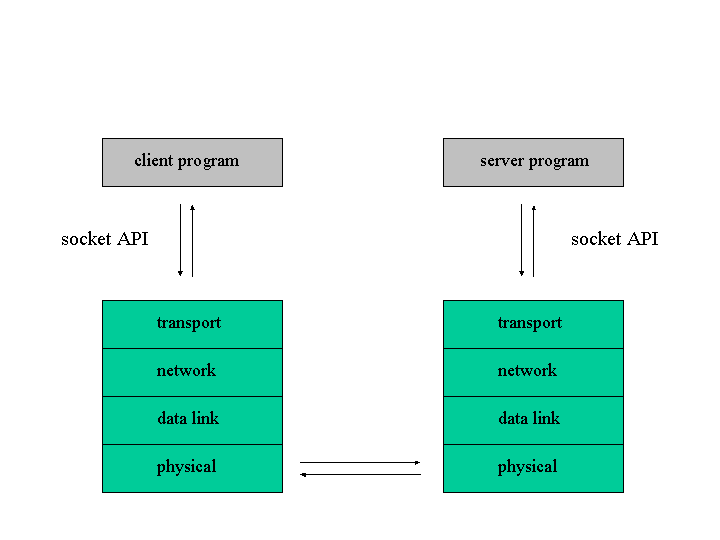 client program
server program
socket API
socket API
transport
transport
network
network
data link
data link
physical
physical